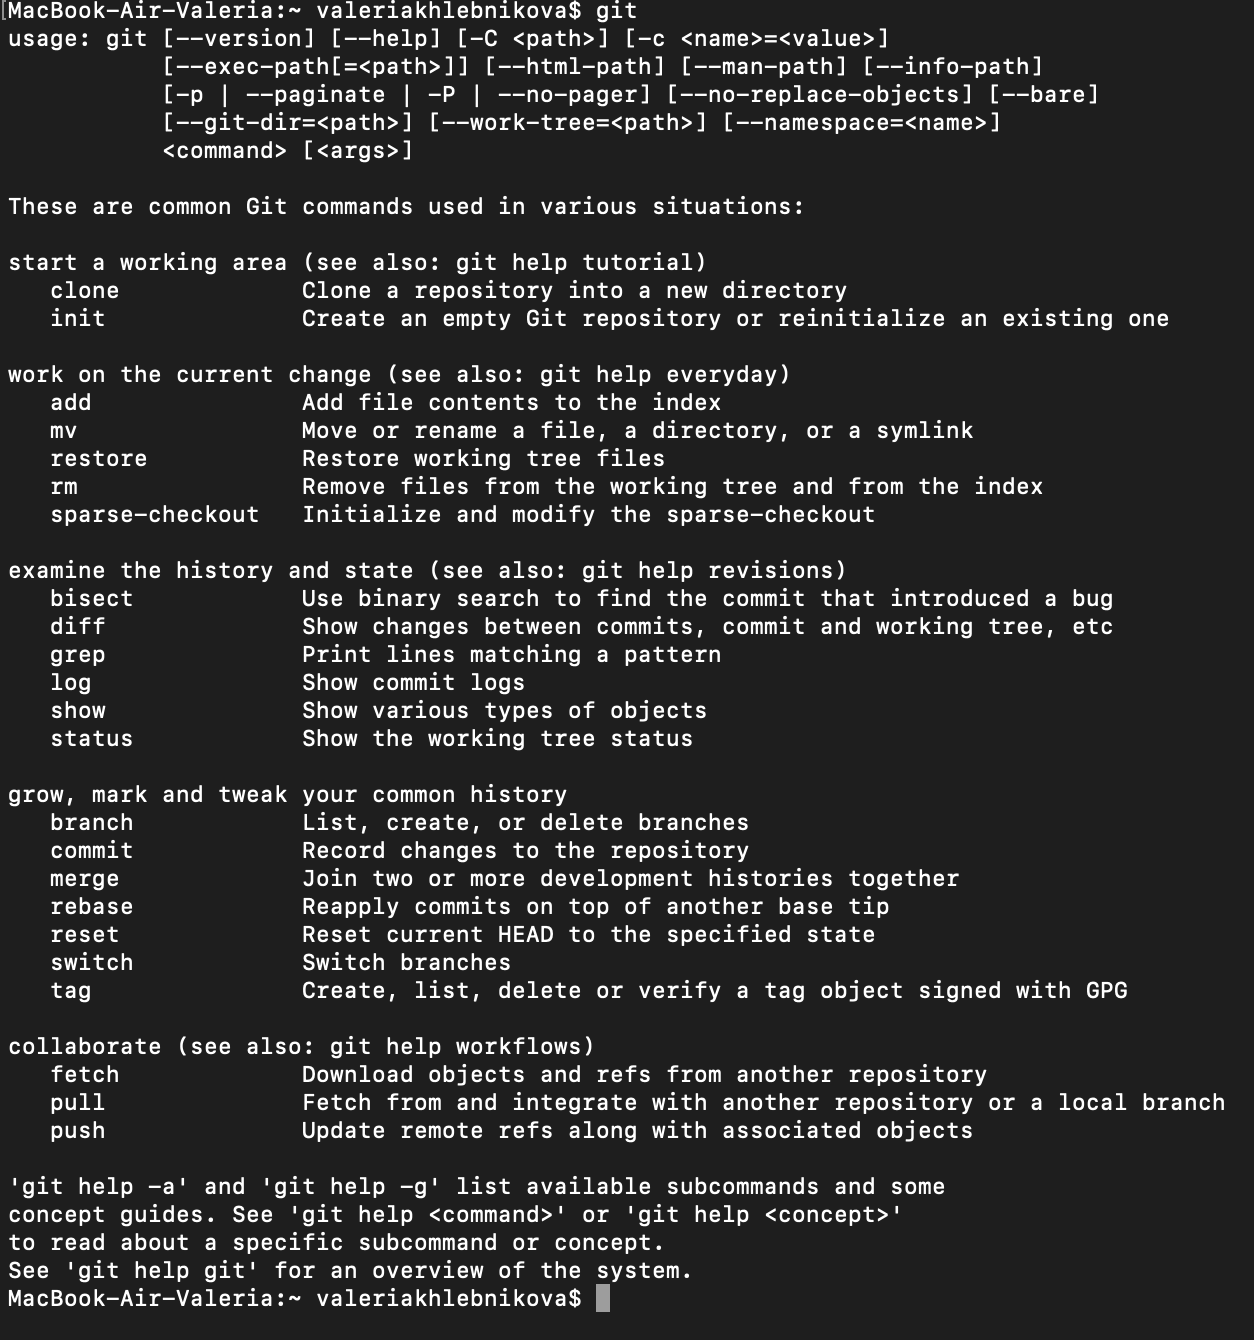 MacBook-Air-Valeria:~ valeriakhlebnikova$ git
usage: git [--version] [--help] [-C <path>] [-c <name>=<value>]
           [--exec-path[=<path>]] [--html-path] [--man-path] [--info-path]
           [-p | --paginate | -P | --no-pager] [--no-replace-objects] [--bare]
           [--git-dir=<path>] [--work-tree=<path>] [--namespace=<name>]
           <command> [<args>]

These are common Git commands used in various situations:

start a working area (see also: git help tutorial)
   clone             Clone a repository into a new directory
   init              Create an empty Git repository or reinitialize an existing one

work on the current change (see also: git help everyday)
   add               Add file contents to the index
   mv                Move or rename a file, a directory, or a symlink
   restore           Restore working tree files
   rm                Remove files from the working tree and from the index
   sparse-checkout   Initialize and modify the sparse-checkout

examine the history and state (see also: git help revisions)
   bisect            Use binary search to find the commit that introduced a bug
   diff              Show changes between commits, commit and working tree, etc
   grep              Print lines matching a pattern
   log               Show commit logs
   show              Show various types of objects
   status            Show the working tree status

grow, mark and tweak your common history
   branch            List, create, or delete branches
   commit            Record changes to the repository
   merge             Join two or more development histories together
   rebase            Reapply commits on top of another base tip
   reset             Reset current HEAD to the specified state
   switch            Switch branches
   tag               Create, list, delete or verify a tag object signed with GPG

collaborate (see also: git help workflows)
   fetch             Download objects and refs from another repository
   pull              Fetch from and integrate with another repository or a local branch
   push              Update remote refs along with associated objects

'git help -a' and 'git help -g' list available subcommands and some
concept guides. See 'git help <command>' or 'git help <concept>'
to read about a specific subcommand or concept.
See 'git help git' for an overview of the system.
MacBook-Air-Valeria:~ valeriakhlebnikova$